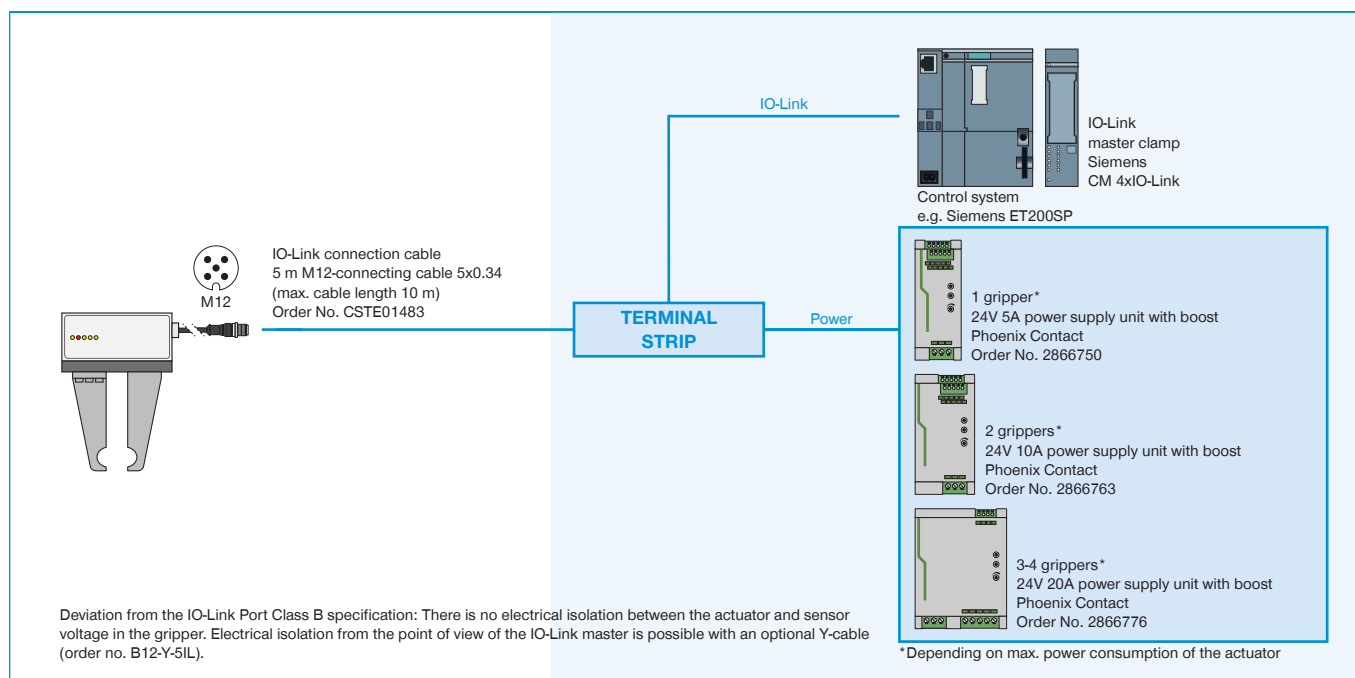 IO-Link
IO-Link
master clamp
Siemens
CM 4xIO-Link
Control system
e.g. Siemens ET200SP
M12
IO-Link connection cable
5 m M12-connecting cable 5x0.34
(max. cable length 10 m)
Order No. CSTE01483
TERMINAL
STRIP
Power
1 gripper*
24V 5A power supply unit with boost
Phoenix Contact
Order No. 2866750
2 grippers*
24V 10A power supply unit with boost
Phoenix Contact
Order No. 2866763
3-4 grippers*
24V 20A power supply unit with boost
Phoenix Contact
Order No. 2866776
Deviation from the IO-Link Port Class B specification: There is no electrical isolation between the actuator and sensor
voltage in the gripper. Electrical isolation from the point of view of the IO-Link master is possible with an optional Y-cable
(order no. B12-Y-5IL).
*Depending on max. power consumption of the actuator